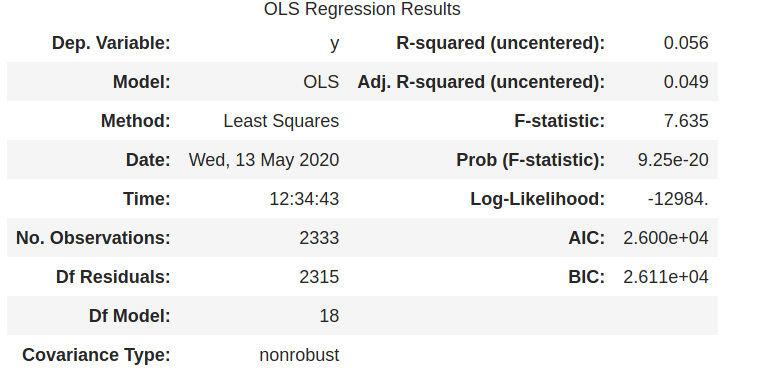 OLS Regression Results
Dep. Variable: y R-squared (uncentered): 0.056
Model: OLS Adj. R-squared (uncentered): 0.049
Method: Least Squares F-statistic: 7.635
Date: Wed, 13 May 2020 Prob (F-statistic): 9.25e-20
Time: 12:34:43 Log-Likelihood: -12984.
No. Observations: 2333 AIC: 2.600e+04
Df Residuals: 2315 BIC: 2.611e+04
Df Model: 18
Covariance Type: nonrobust